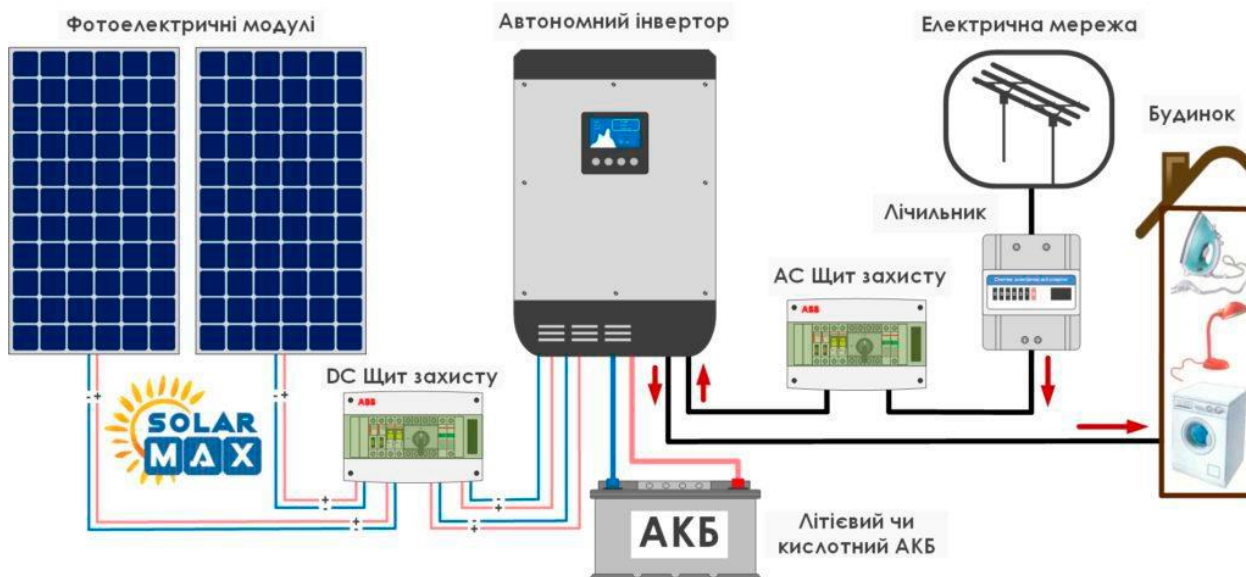 Фотоелектричні модулі
Автономний інвертор
Електрична мережа
Будинок
Лічильник
AC Щит захисту
ABB
DC Щит захисту
ABB
- +
- +
SOLAR
MAX
+
-
+
-
-
+
-
+
АКБ
Літієвий чи
кислотний АКБ